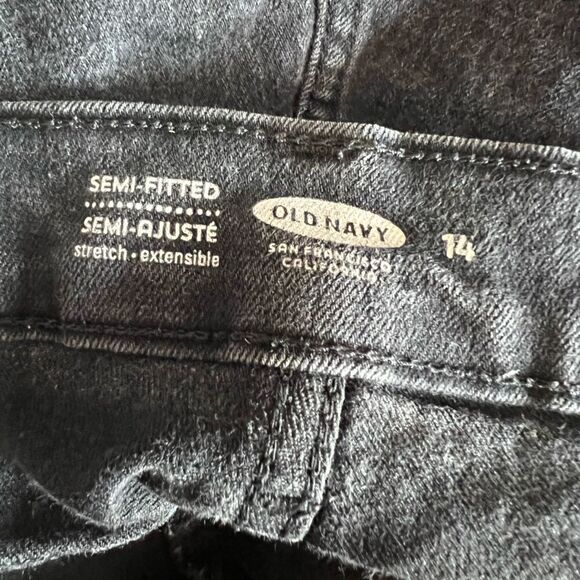 SEMI-FITTED
SEMI-AJUSTÉ
stretch • extensible
OLD NAVY
SAN FRANCISCO
CALIFORNIA
14